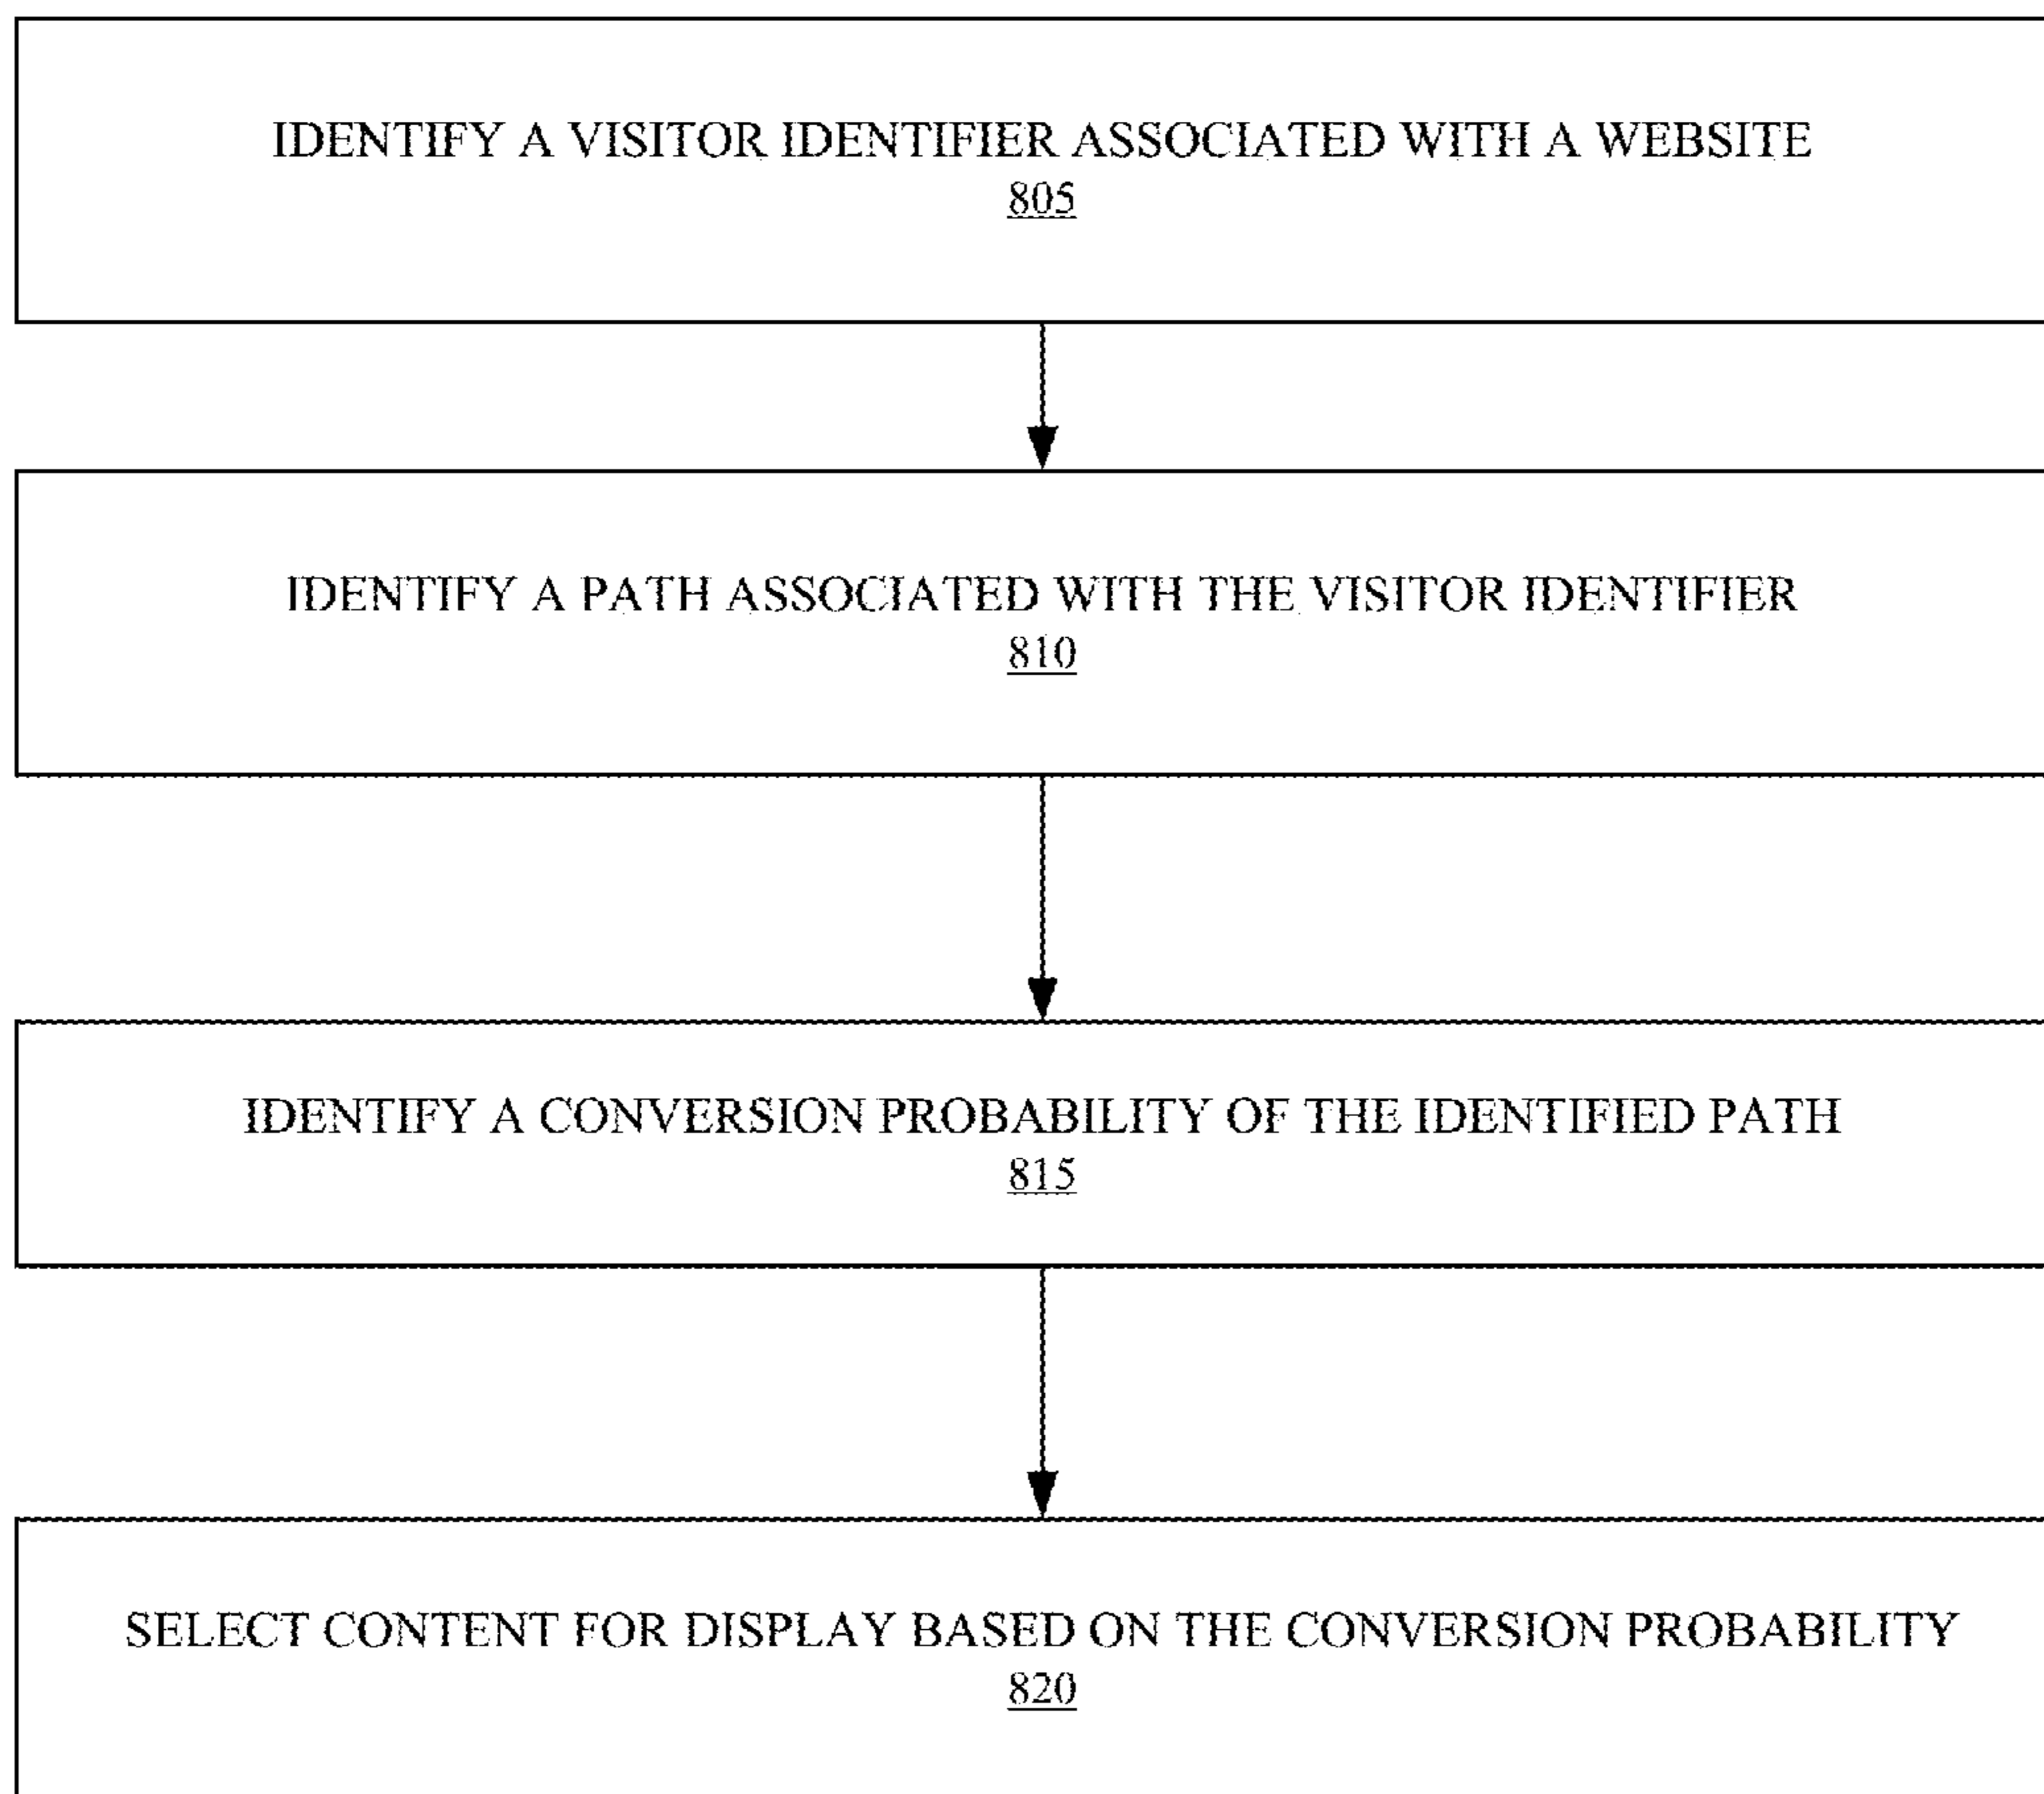 IDENTIFY A VISITOR IDENTIFIER ASSOCIATED WITH A WEBSITE
805
IDENTIFY A PATH ASSOCIATED WITH THE VISITOR IDENTIFIER
810
IDENTIFY A CONVERSION PROBABILITY OF THE IDENTIFIED PATH
815
SELECT CONTENT FOR DISPLAY BASED ON THE CONVERSION PROBABILITY
820